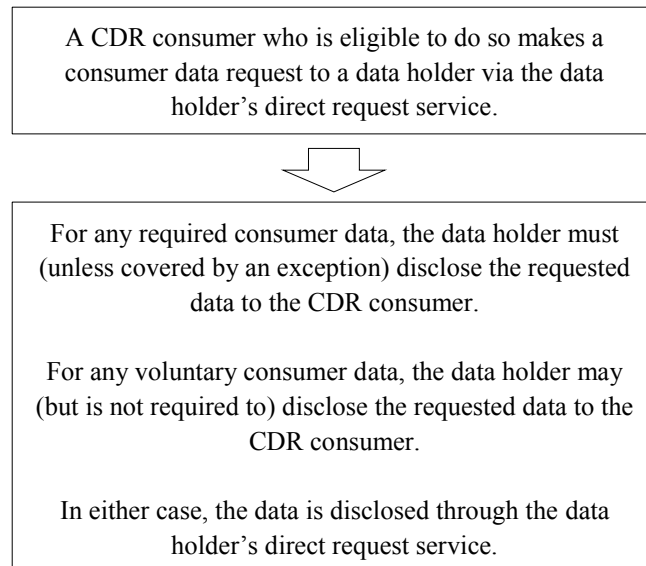 A CDR consumer who is eligible to do so makes a
consumer data request to a data holder via the data
holder’s direct request service.
For any required consumer data, the data holder must
(unless covered by an exception) disclose the requested
data to the CDR consumer.
For any voluntary consumer data, the data holder may
(but is not required to) disclose the requested data to the
CDR consumer.
In either case, the data is disclosed through the data
holder’s direct request service.